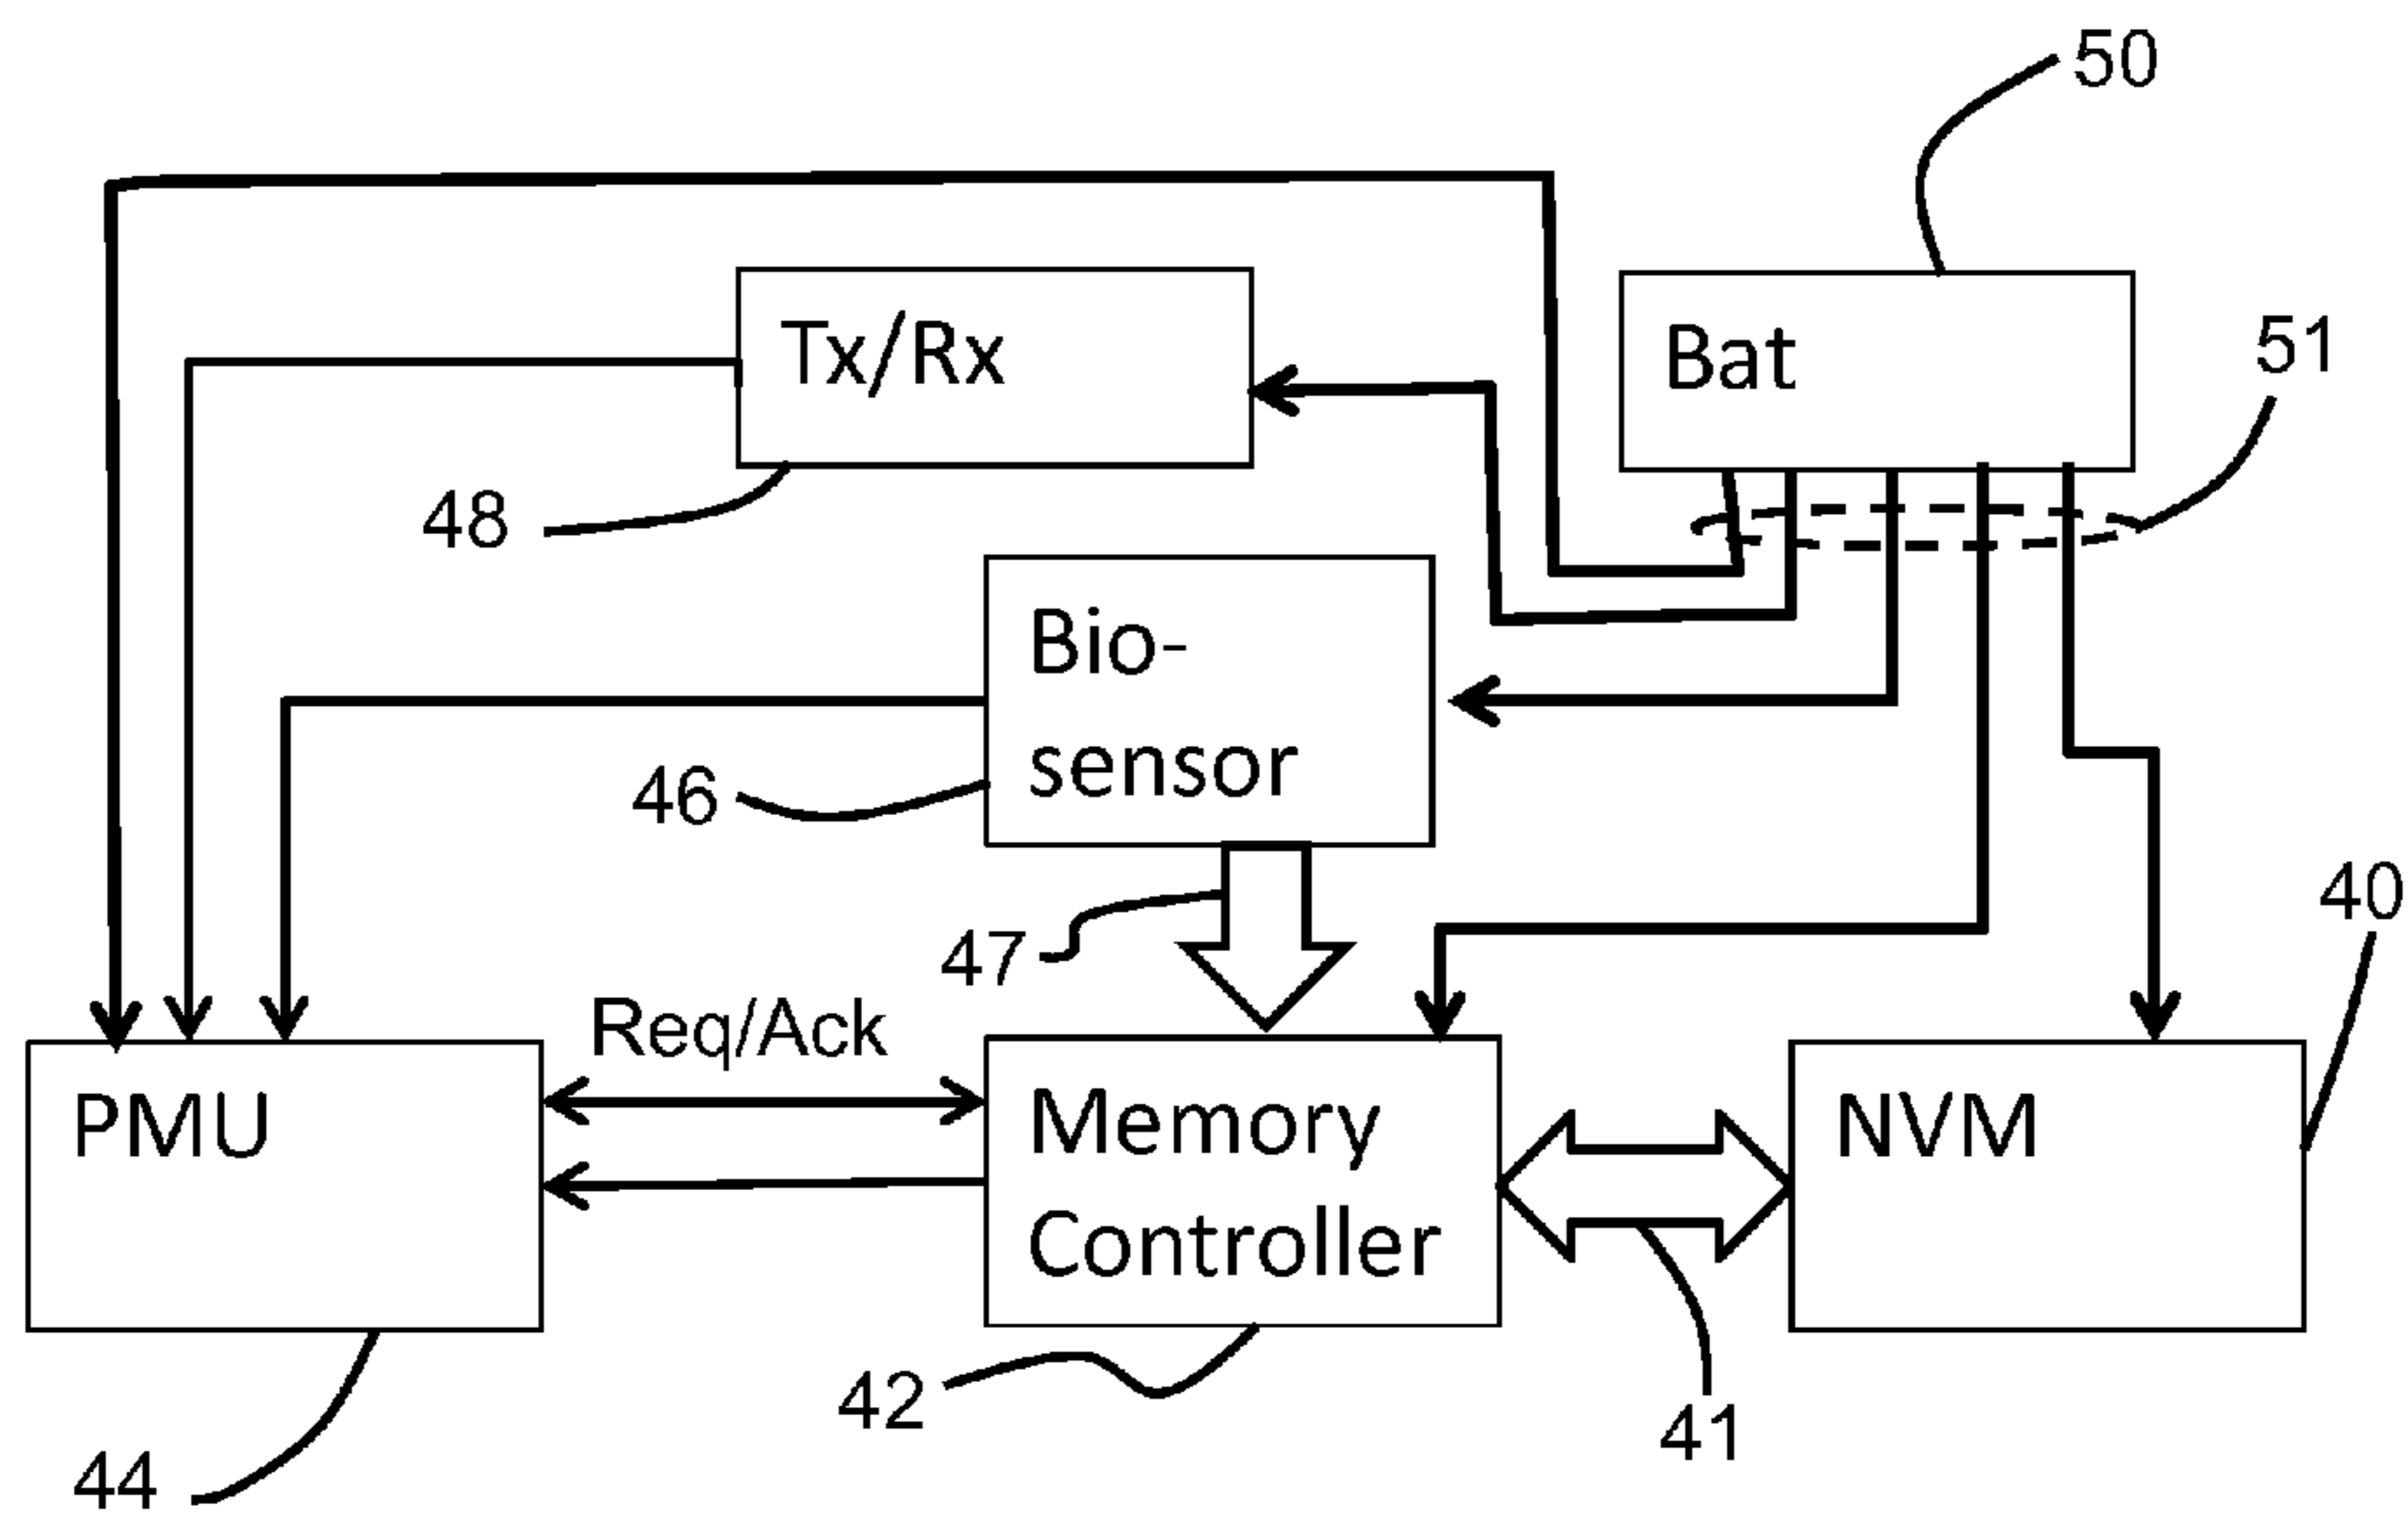 50
Tx/Rx
Bat
51
48
Bio-
sensor
46
40
47
Req/Ack
PMU
Memory
Controller
NVM
42
41
44